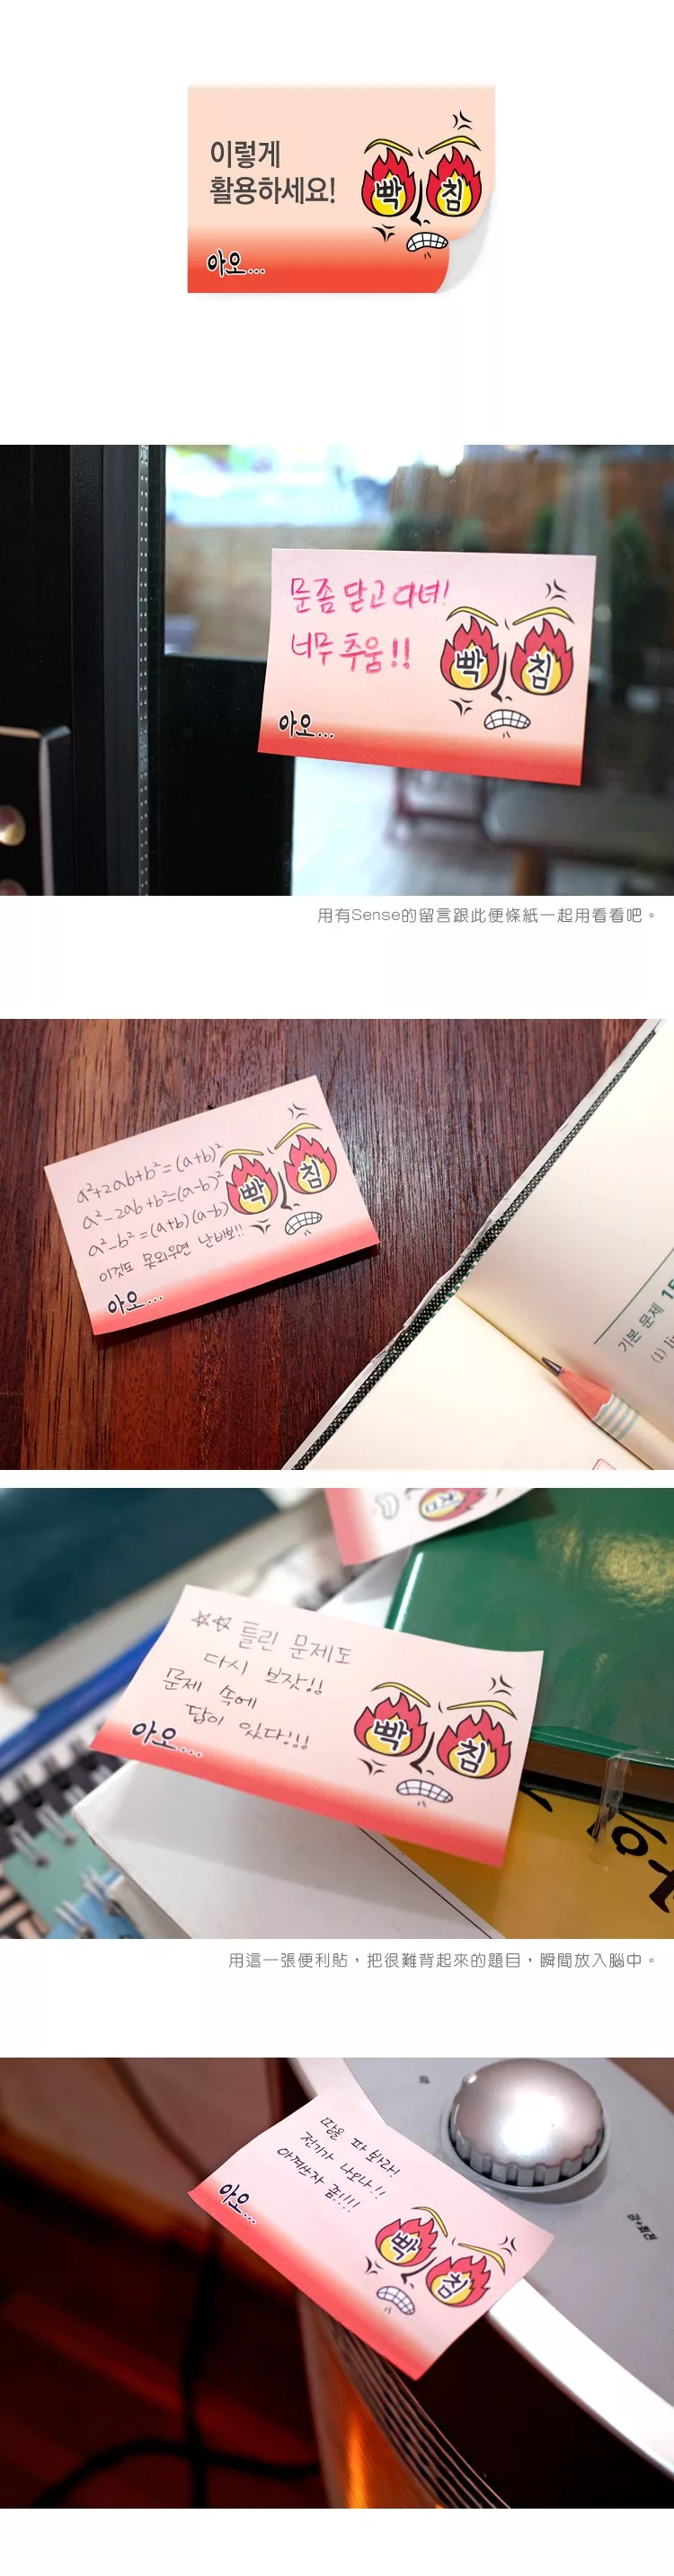 이렇게
활용하세요!
빡 침
아오...
문좀 닫고 다녀!
너무 추움!!
빡 침
아오...
用有Sense的留言跟此便條紙一起用看看吧。
a²+2ab+b²=(a+b)²
a²-2ab+b²=(a-b)²
a²-b²=(a+b)(a-b)
이것도 못외우면 난 바보!!
빡 침
아오...
기본 문제 15
(1)
☆☆ 틀린 문제도
다시 보잣!!
문제 속에
답이 있다!!!
빡 침
아오...
用這一張便利貼，把很難背起來的題目，瞬間放入腦中。
땅을 파 봐라!
전기가 나오나!!
아껴쓰자 좀!!!!
아오...
빡 침